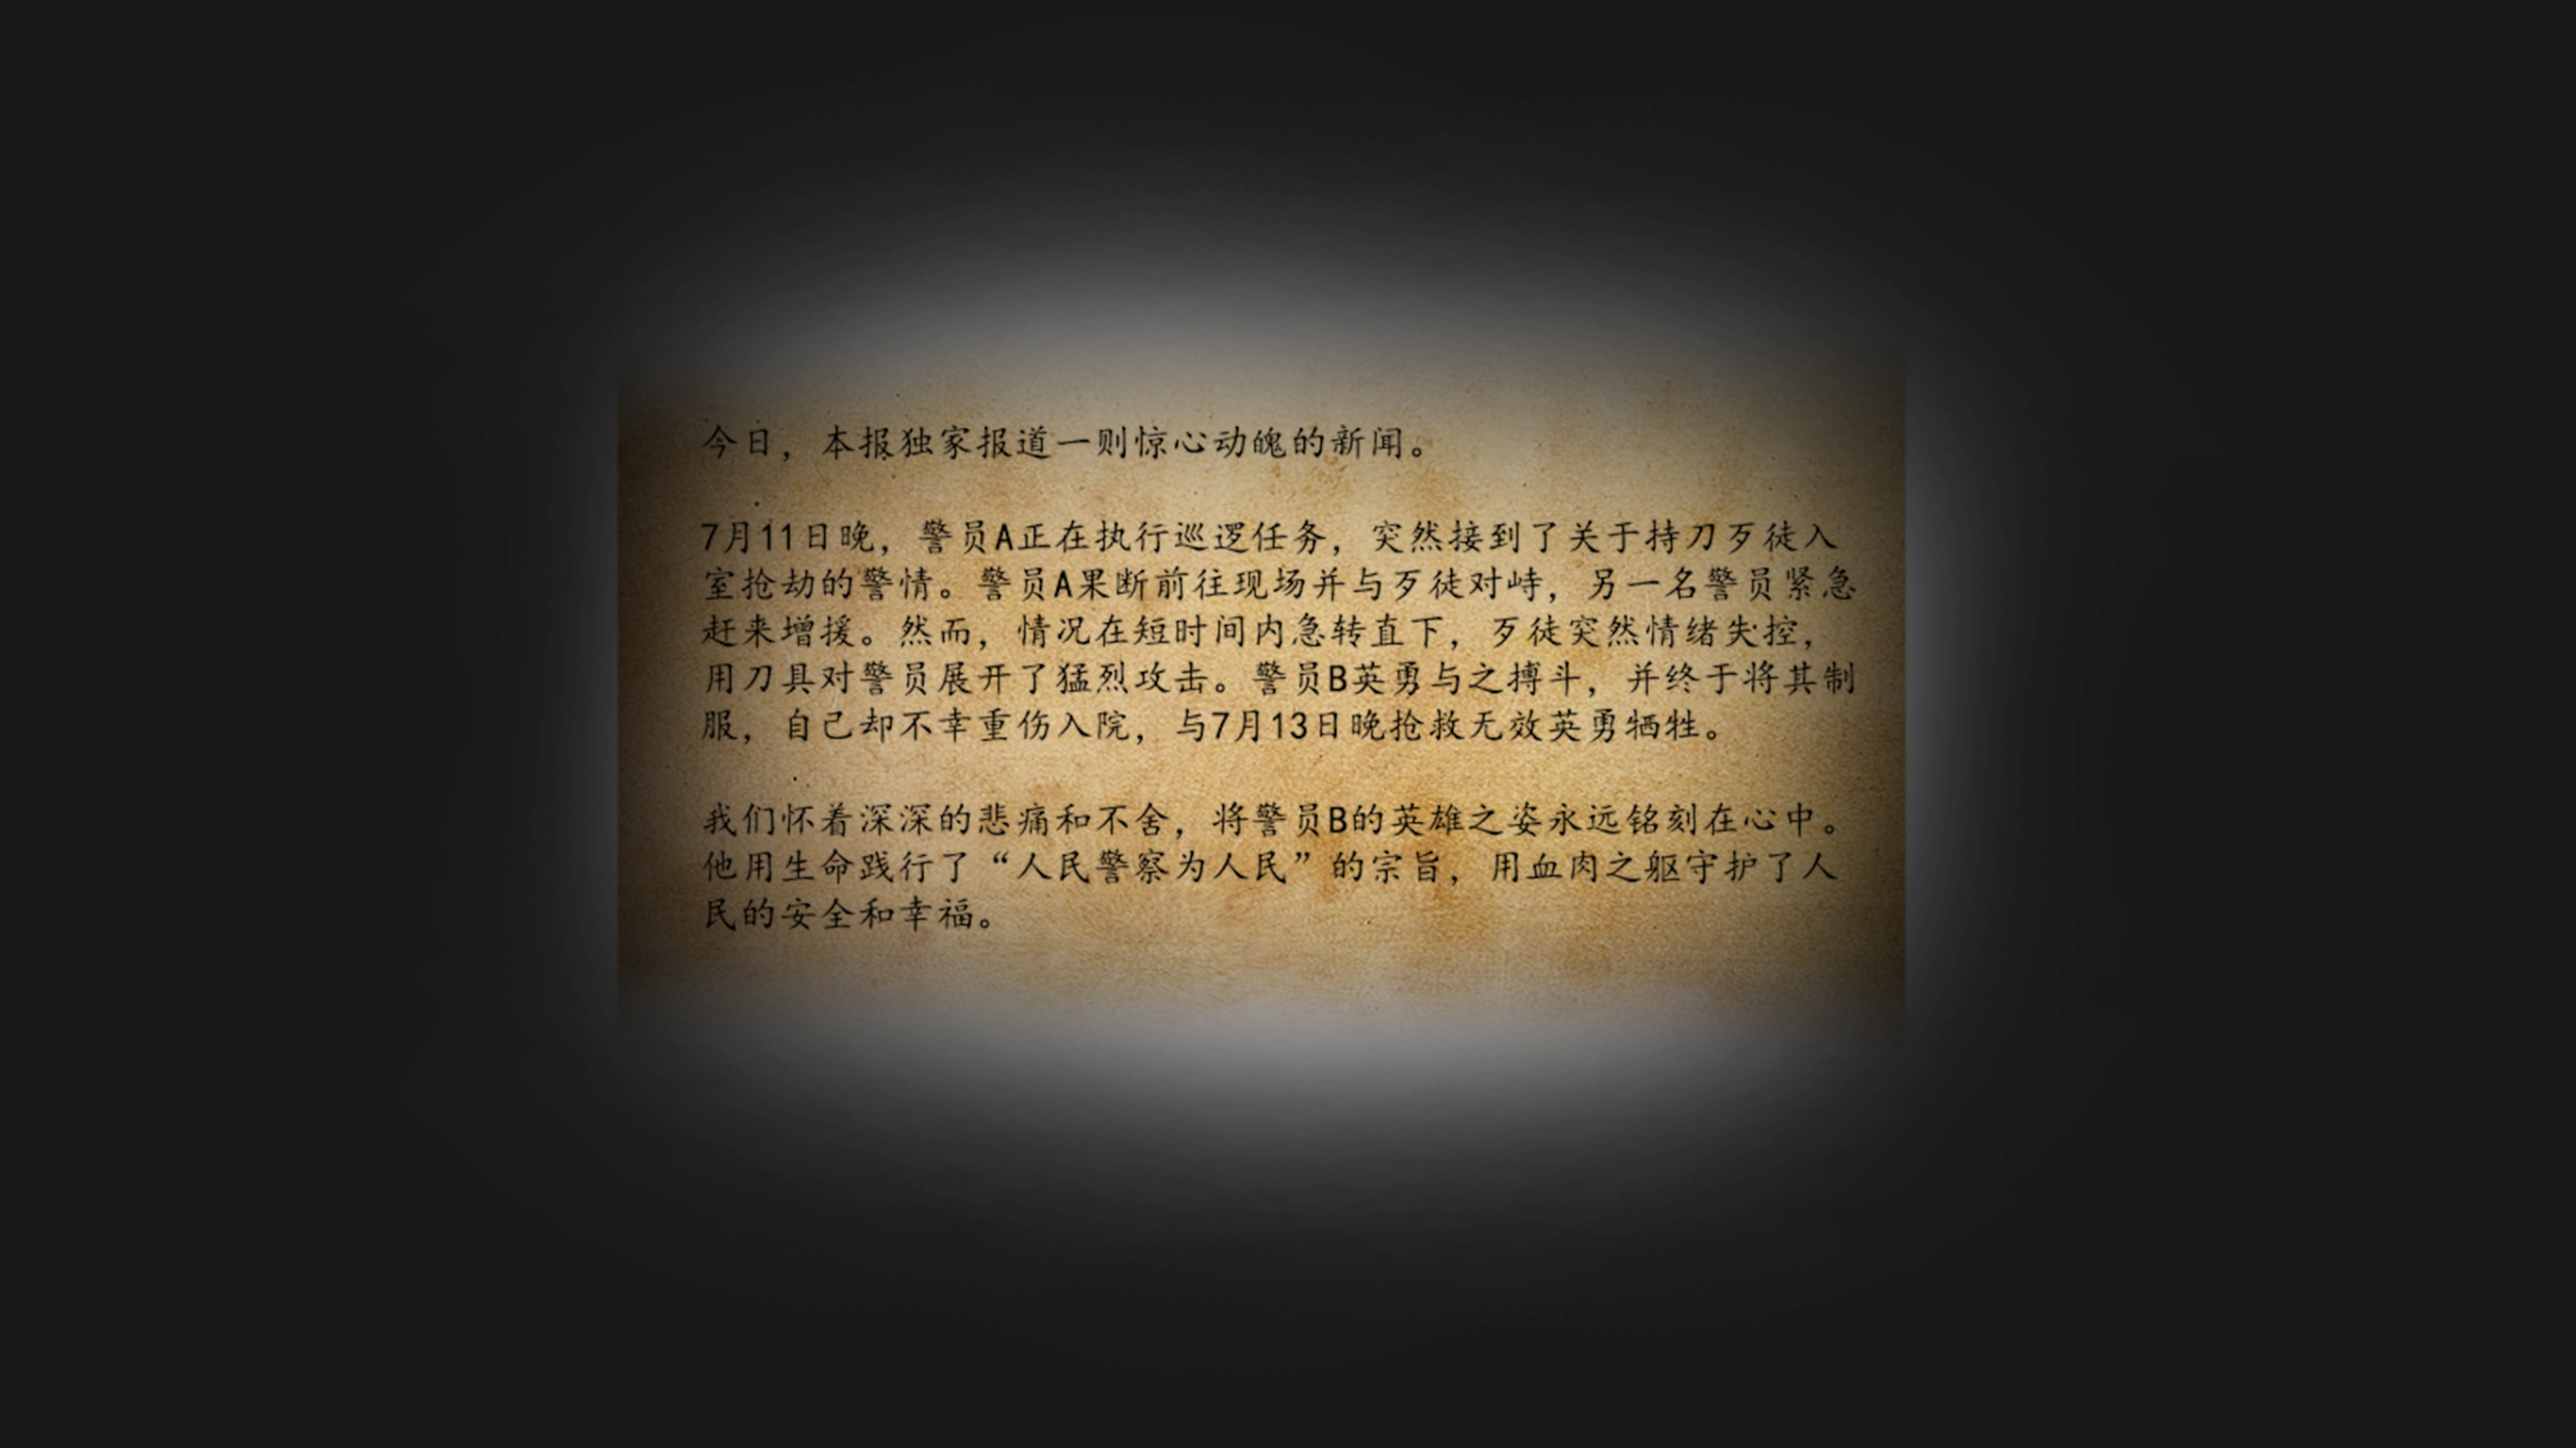 今日，本报独家报道一则惊心动魄的新闻。
7月11日晚，警员A正在执行巡逻任务，突然接到了关于持刀歹徒入
室抢劫的警情。警员A果断前往现场并与歹徒对峙，另一名警员紧急
赶来增援。然而，情况在短时间内急转直下，歹徒突然情绪失控，
用刀具对警员展开了猛烈攻击。警员B英勇与之搏斗，并终于将其制
服，自己却不幸重伤入院，与7月13日晚抢救无效英勇牺牲。
我们怀着深深的悲痛和不舍，将警员B的英雄之姿永远铭刻在心中。
他用生命践行了“人民警察为人民”的宗旨，用血肉之躯守护了人
民的安全和幸福。